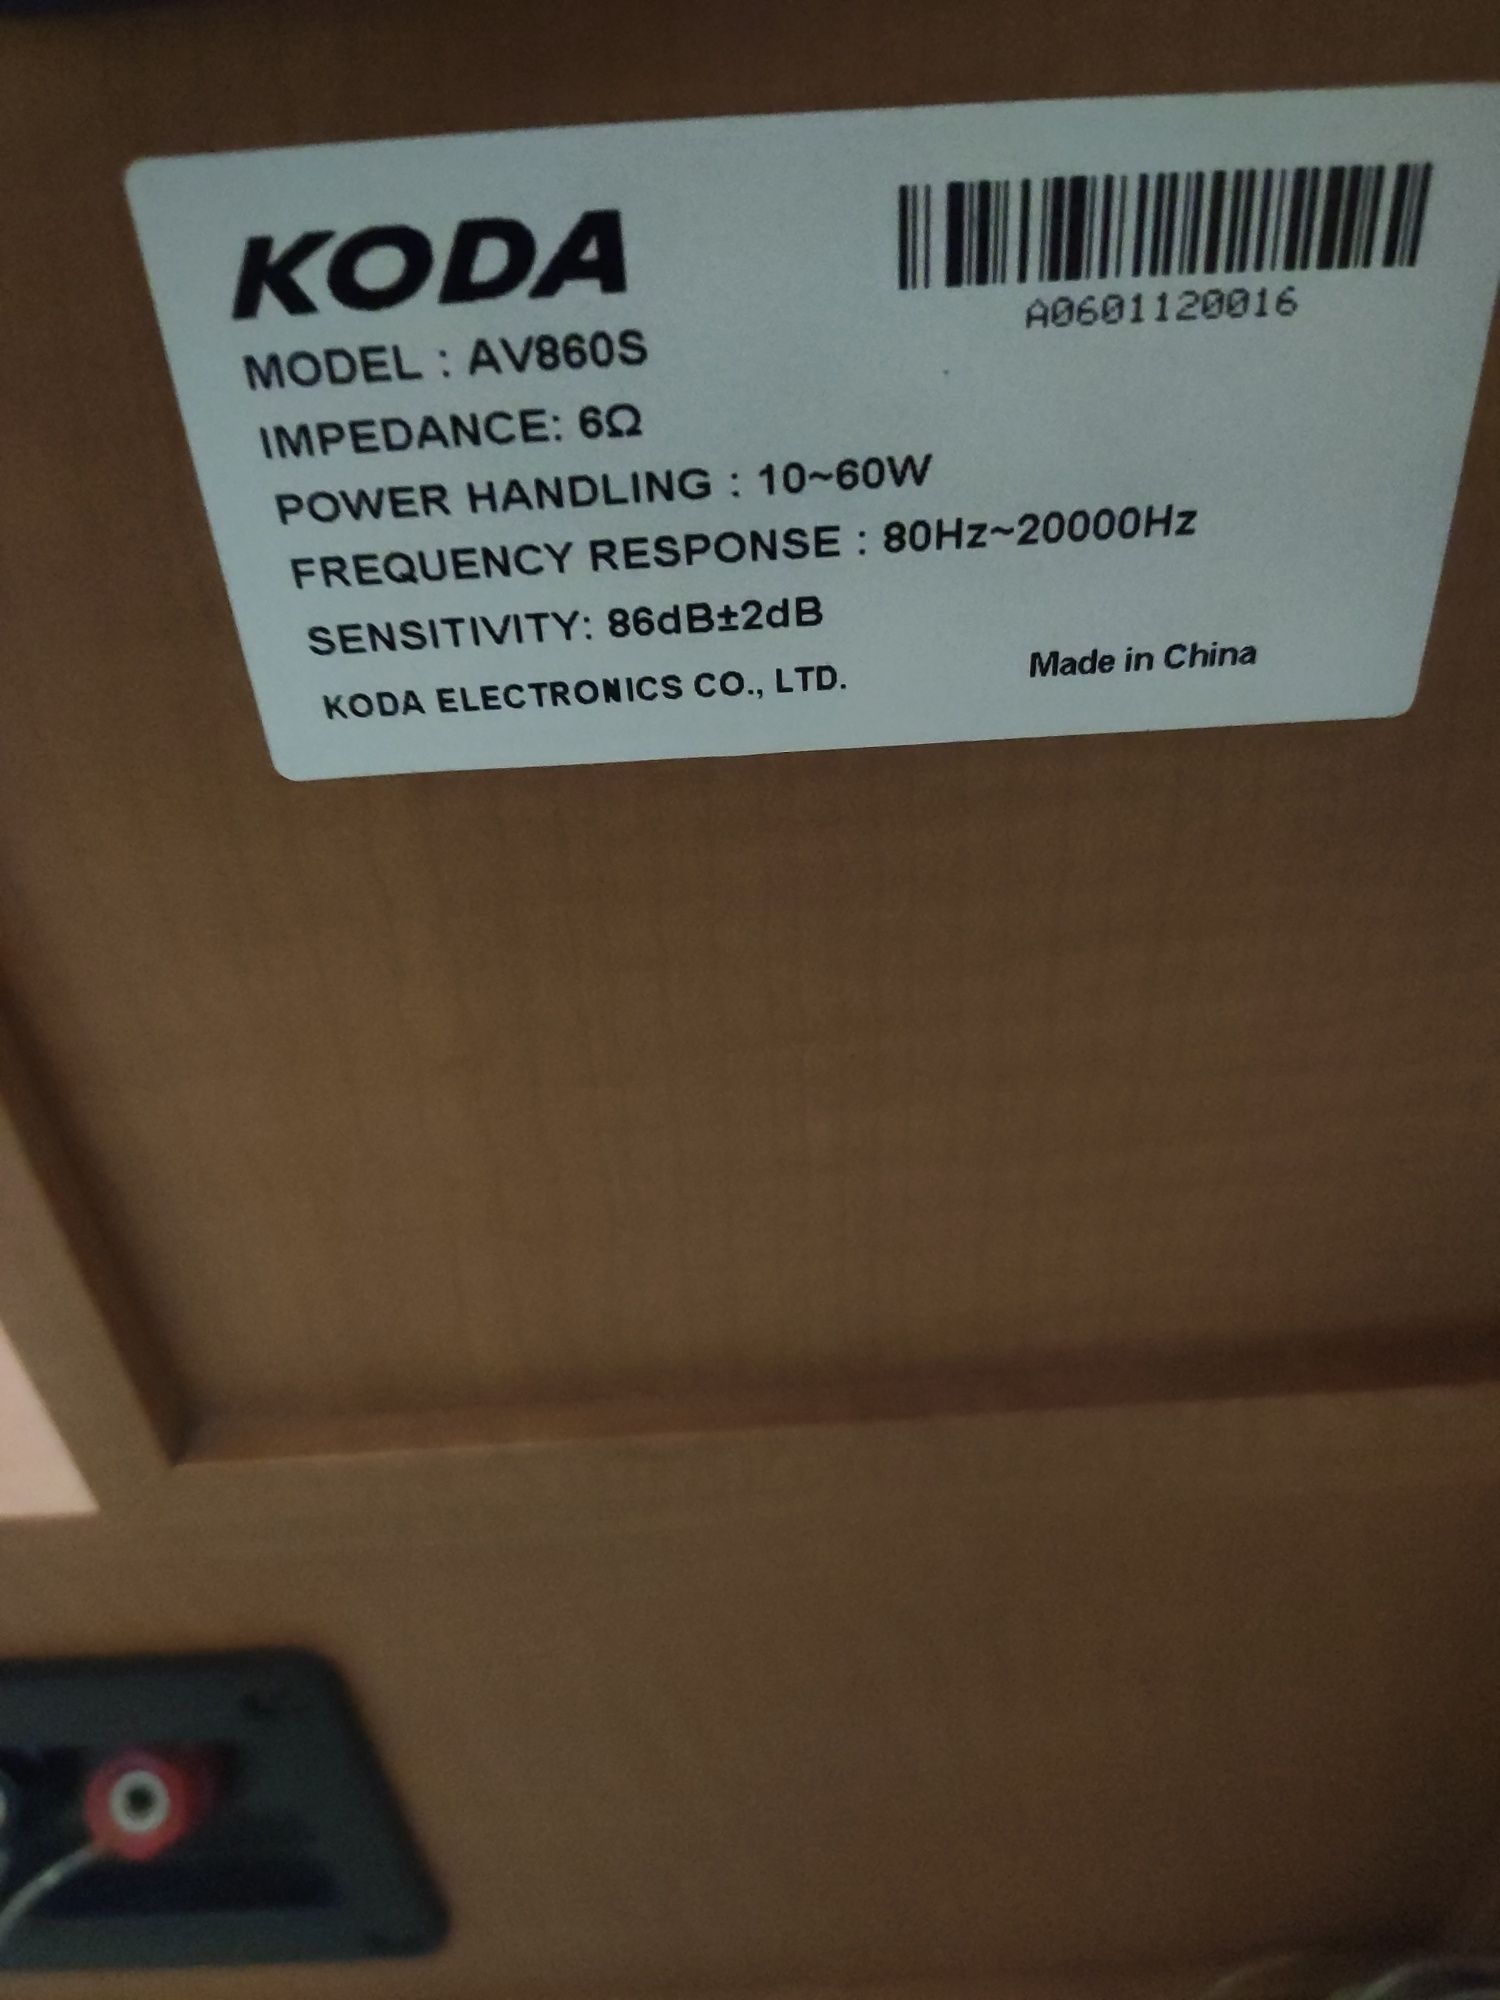 KODA
A0601120016
MODEL : AV860S
IMPEDANCE: 6Ω
POWER HANDLING : 10~60W
FREQUENCY RESPONSE : 80Hz~20000Hz
SENSITIVITY: 86dB±2dB
KODA ELECTRONICS CO., LTD.
Made in China